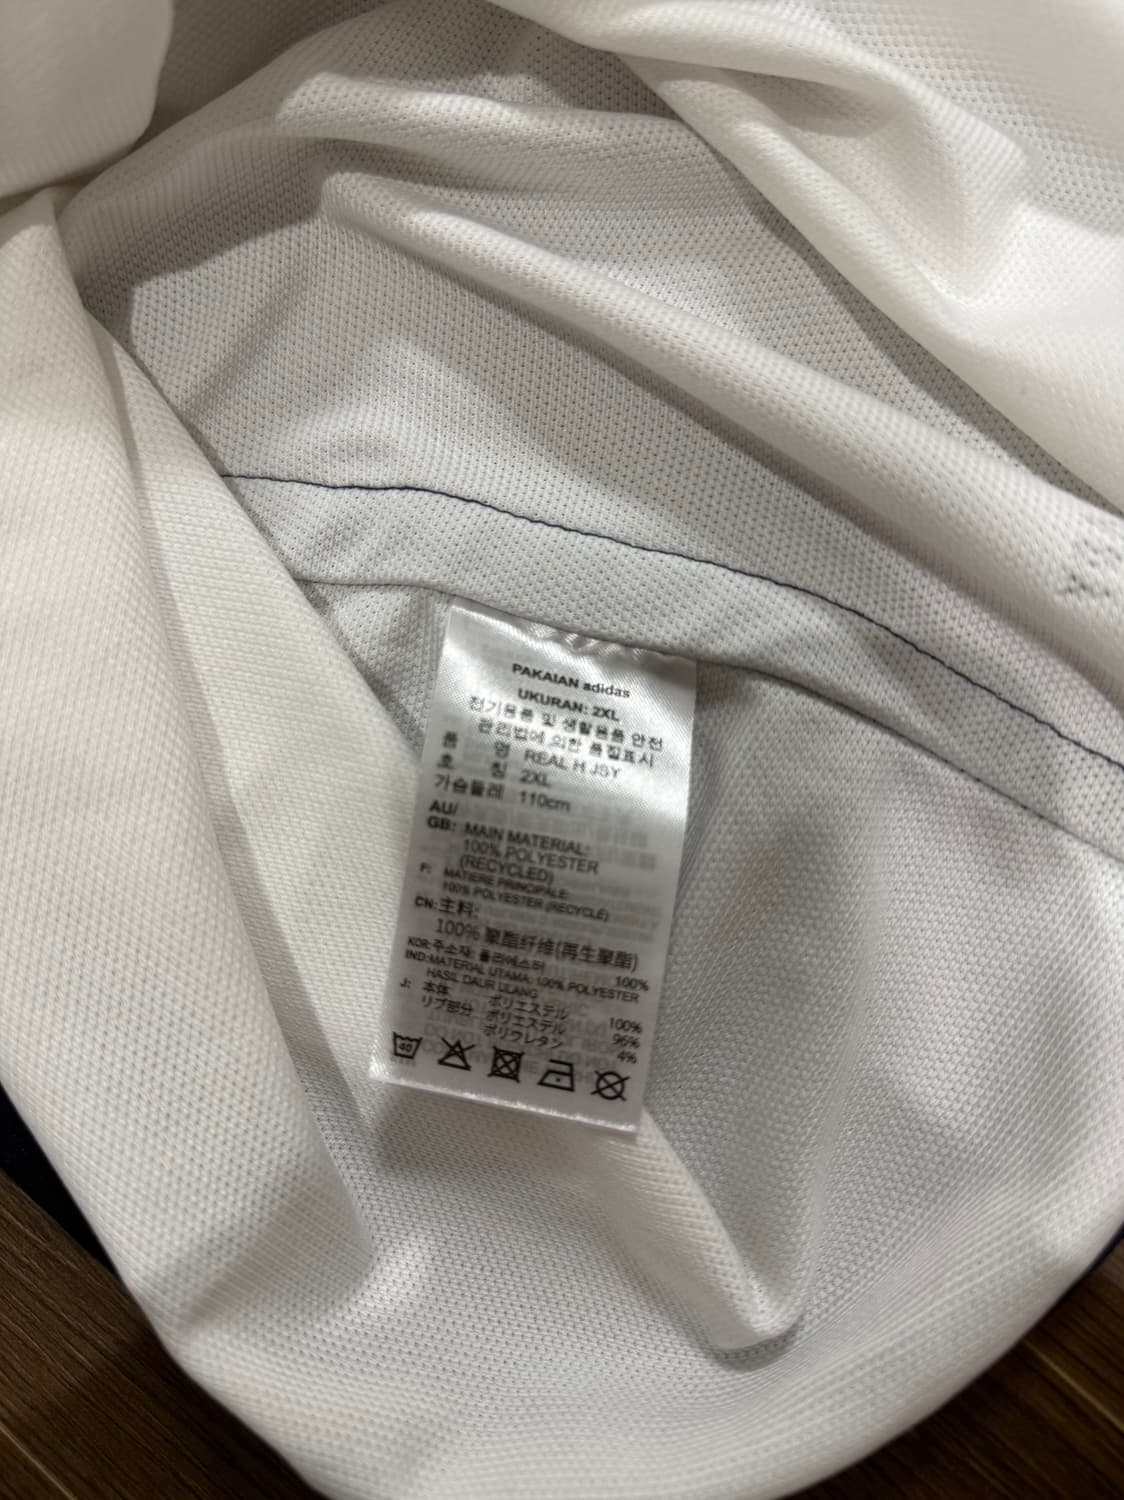 PAKAIAN adidas
UKURAN: 2XL
전기용품 및 생활용품 안전
관리법에 의한 품질표시
품 명 REAL H JSY
호 칭 2XL
가슴둘레 110cm
AU/
GB: MAIN MATERIAL:
100% POLYESTER
(RECYCLED)
F: MATIERE PRINCIPALE:
100% POLYESTER (RECYCLÉ)
CN: 主料:
100% 聚酯纤维(再生聚酯)
KOR: 주소재: 폴리에스터 100%
IND: MATERIAL UTAMA: 100% POLYESTER
HASIL DAUR ULANG
J: 本体 ポリエステル 100%
リブ部分 ポリエステル 96%
ポリウレタン 4%
40